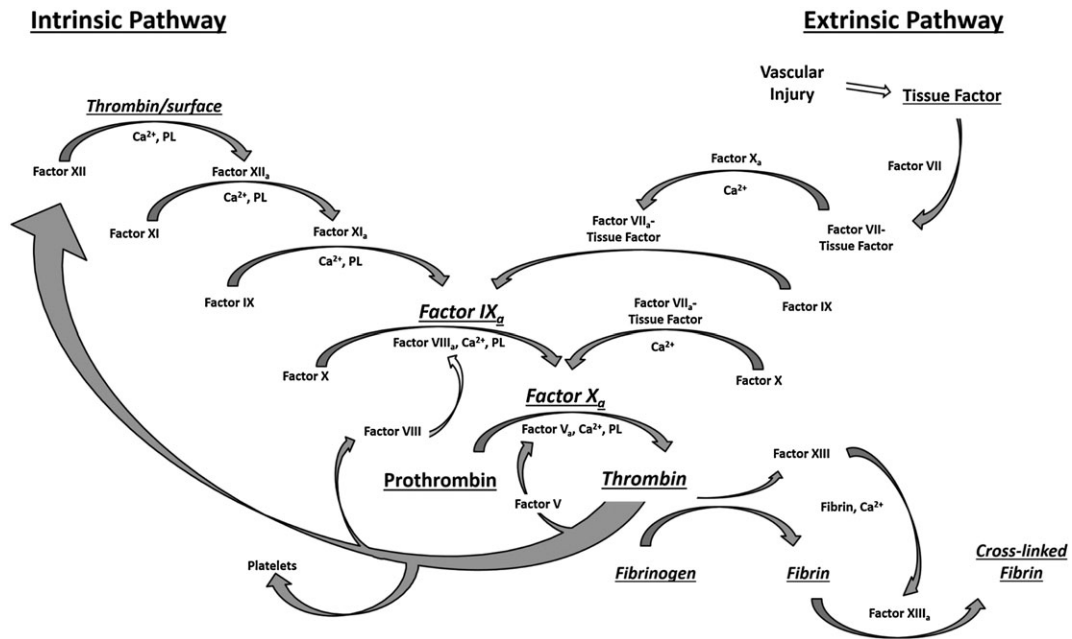 Intrinsic Pathway
Extrinsic Pathway
Vascular
Injury
Tissue Factor
Thrombin/surface
Ca²⁺, PL
Factor XII
Factor XIIₐ
Ca²⁺, PL
Factor XI
Factor XIₐ
Ca²⁺, PL
Factor IX
Factor VII
Factor Xₐ
Ca²⁺
Factor VIIₐ-
Tissue Factor
Factor VII-
Tissue Factor
Factor IX
Factor IXₐ
Factor VIIIₐ, Ca²⁺, PL
Factor X
Factor VIIₐ-
Tissue Factor
Ca²⁺
Factor X
Factor Xₐ
Factor Vₐ, Ca²⁺, PL
Factor VIII
Prothrombin
Thrombin
Factor V
Factor XIII
Fibrin, Ca²⁺
Platelets
Fibrinogen
Fibrin
Cross-linked
Fibrin
Factor XIIIₐ